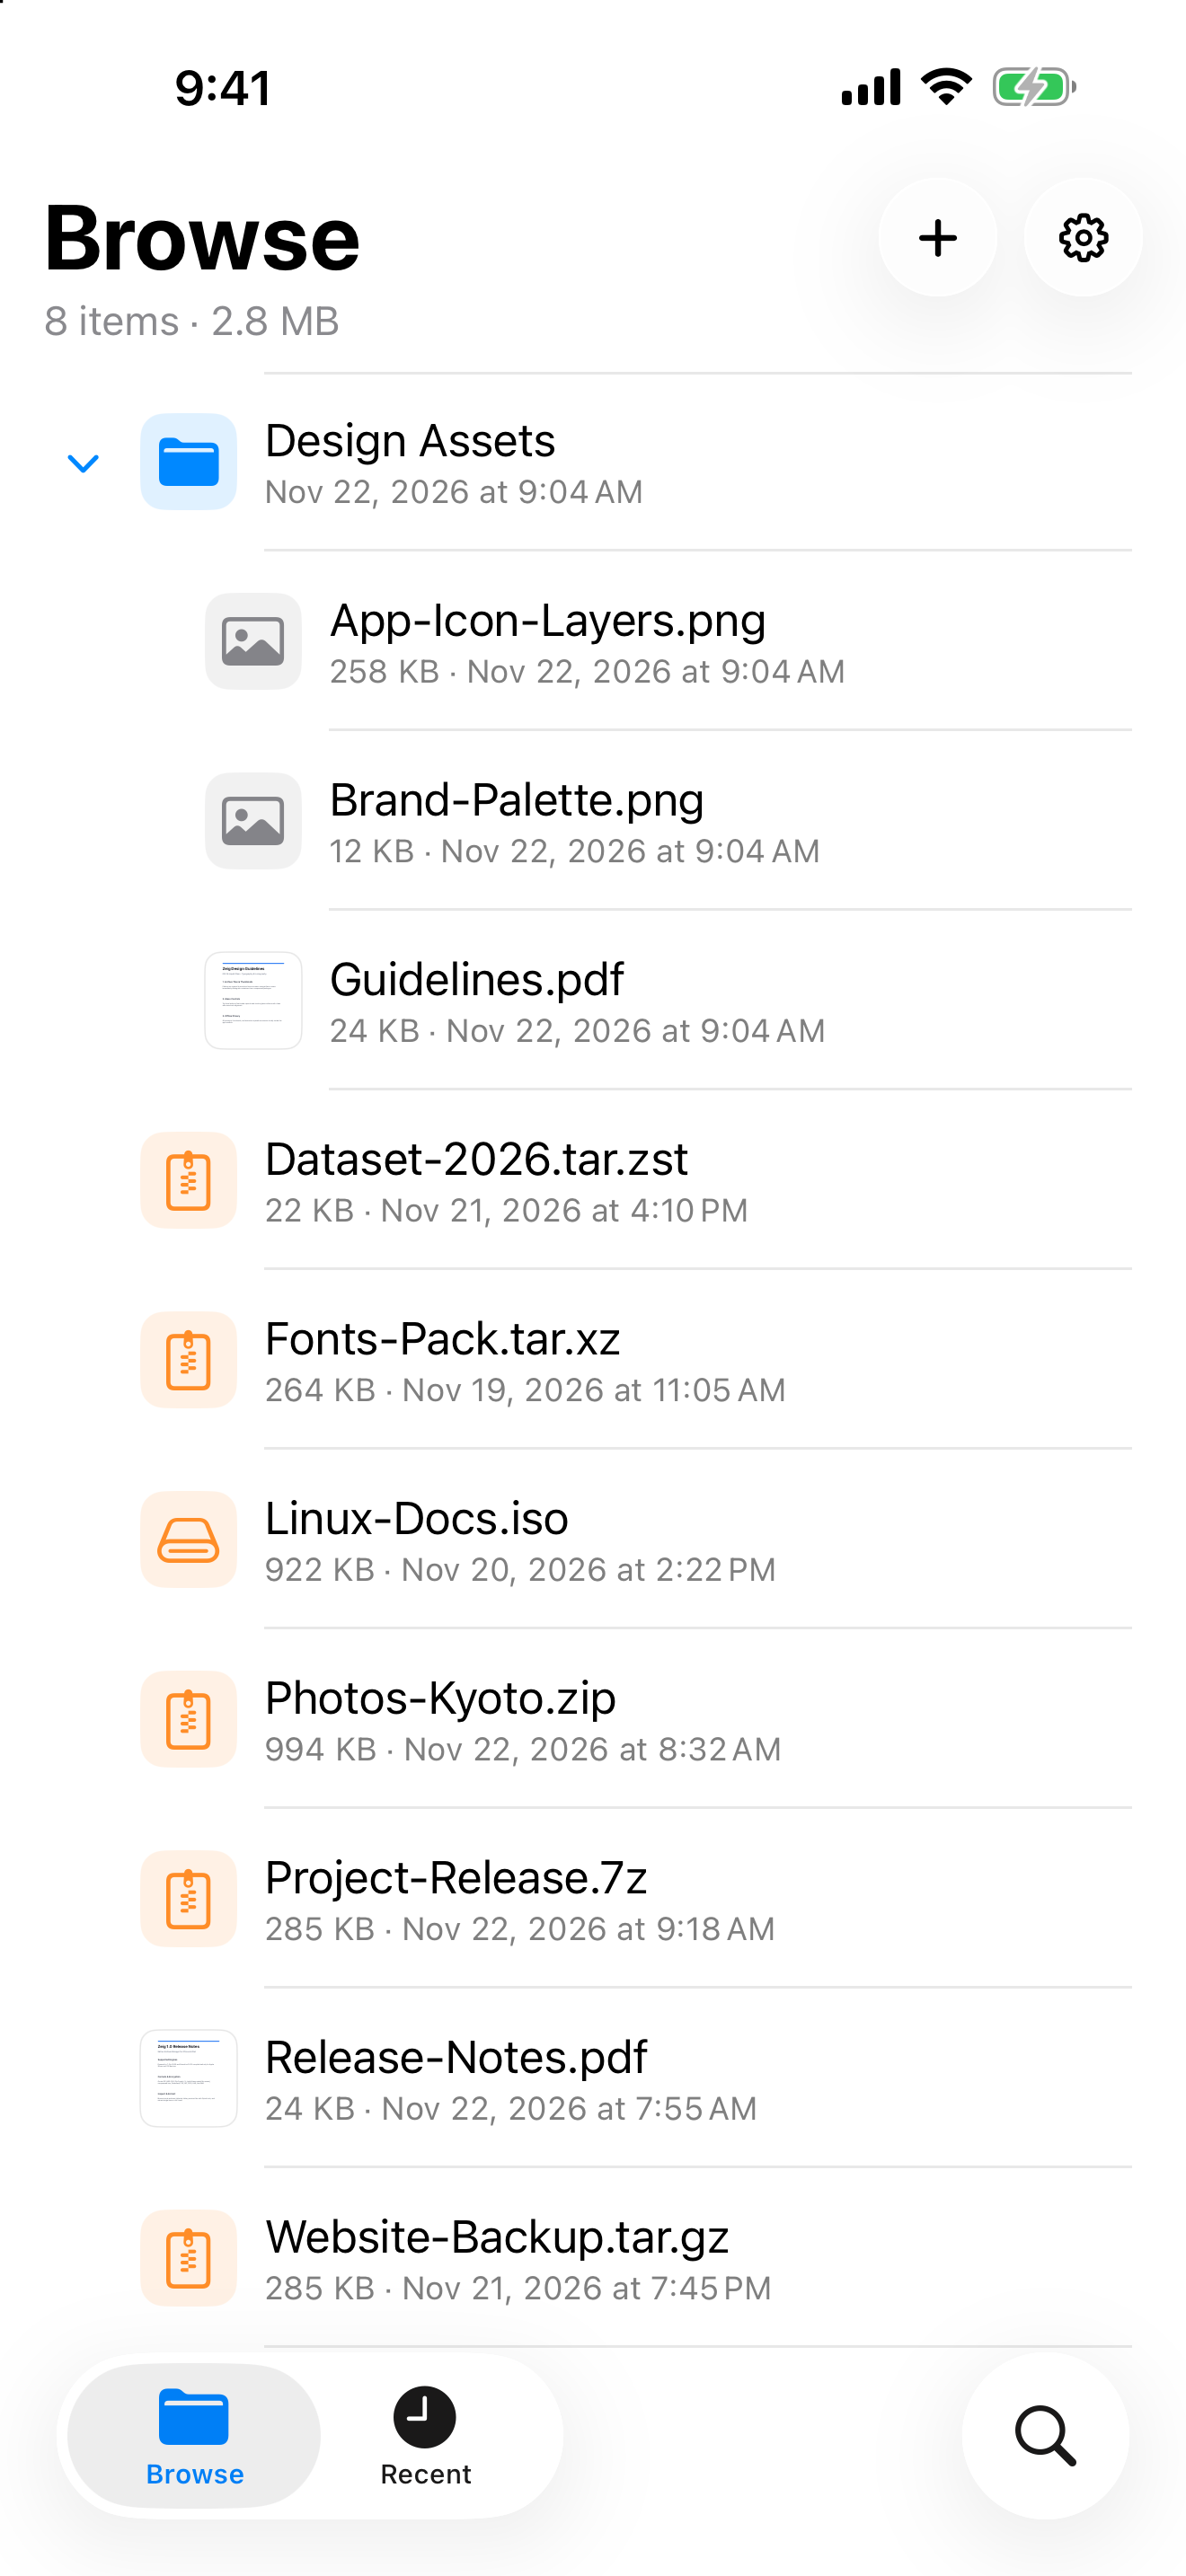 9:41
Browse
8 items · 2.8 MB
Design Assets
Nov 22, 2026 at 9:04 AM
App-Icon-Layers.png
258 KB · Nov 22, 2026 at 9:04 AM
Brand-Palette.png
12 KB · Nov 22, 2026 at 9:04 AM
Guidelines.pdf
24 KB · Nov 22, 2026 at 9:04 AM
Dataset-2026.tar.zst
22 KB · Nov 21, 2026 at 4:10 PM
Fonts-Pack.tar.xz
264 KB · Nov 19, 2026 at 11:05 AM
Linux-Docs.iso
922 KB · Nov 20, 2026 at 2:22 PM
Photos-Kyoto.zip
994 KB · Nov 22, 2026 at 8:32 AM
Project-Release.7z
285 KB · Nov 22, 2026 at 9:18 AM
Release-Notes.pdf
24 KB · Nov 22, 2026 at 7:55 AM
Website-Backup.tar.gz
285 KB · Nov 21, 2026 at 7:45 PM
Browse
Recent